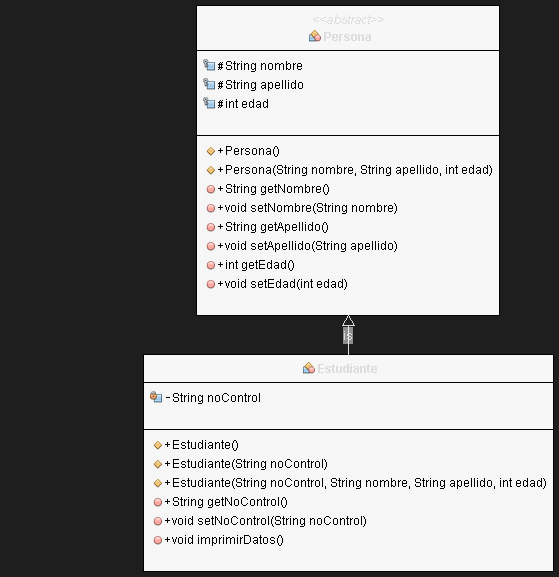 <<abstract>>
Persona
# String nombre
# String apellido
# int edad
+ Persona()
+ Persona(String nombre, String apellido, int edad)
+ String getNombre()
+ void setNombre(String nombre)
+ String getApellido()
+ void setApellido(String apellido)
+ int getEdad()
+ void setEdad(int edad)
is
Estudiante
- String noControl
+ Estudiante()
+ Estudiante(String noControl)
+ Estudiante(String noControl, String nombre, String apellido, int edad)
+ String getNoControl()
+ void setNoControl(String noControl)
+ void imprimirDatos()